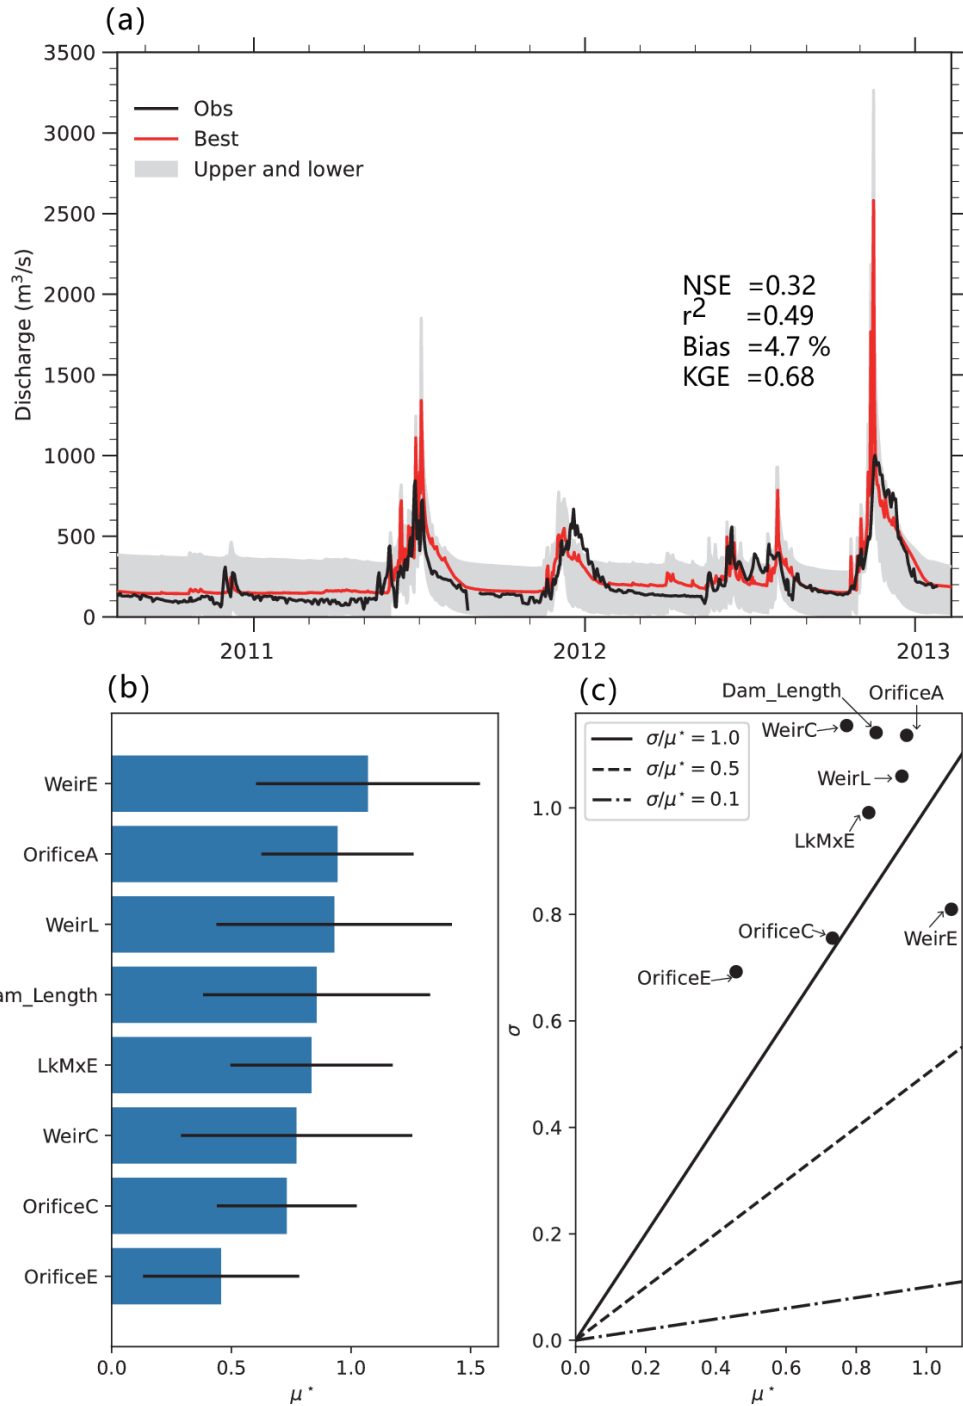 (a)
3500
3000
2500
2000
1500
1000
500
0
Discharge (m³/s)
Obs
Best
Upper and lower
NSE =0.32
r² =0.49
Bias =4.7 %
KGE =0.68
2011
2012
2013
(b)
WeirE
OrificeA
WeirL
am_Length
LkMxE
WeirC
OrificeC
OrificeE
0.0
0.5
1.0
1.5
μ*
(c)
σ/μ* = 1.0
σ/μ* = 0.5
σ/μ* = 0.1
Dam_Length
OrificeA
WeirC
WeirL
LkMxE
OrificeC
WeirE
OrificeE
σ
1.0
0.8
0.6
0.4
0.2
0.0
0.0
0.2
0.4
0.6
0.8
1.0
μ*